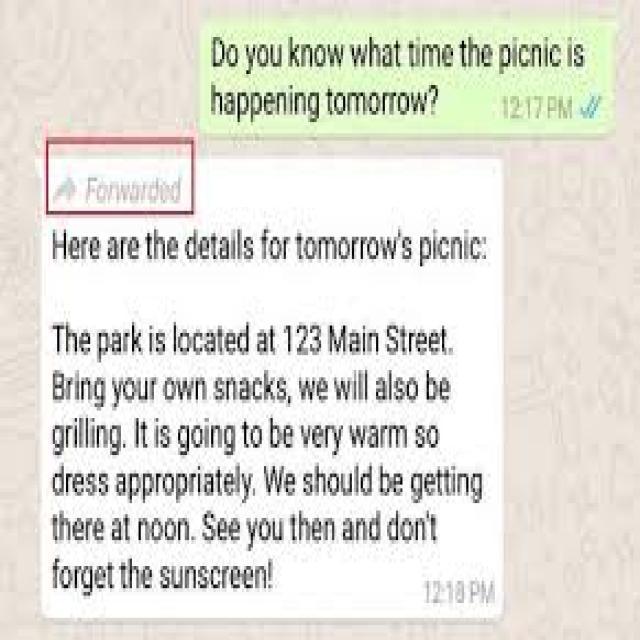 Do you know what time the picnic is
happening tomorrow?
12:17 PM
Forwarded
Here are the details for tomorrow's picnic:
The park is located at 123 Main Street.
Bring your own snacks, we will also be
grilling. It is going to be very warm so
dress appropriately. We should be getting
there at noon. See you then and don't
forget the sunscreen!
12:18 PM